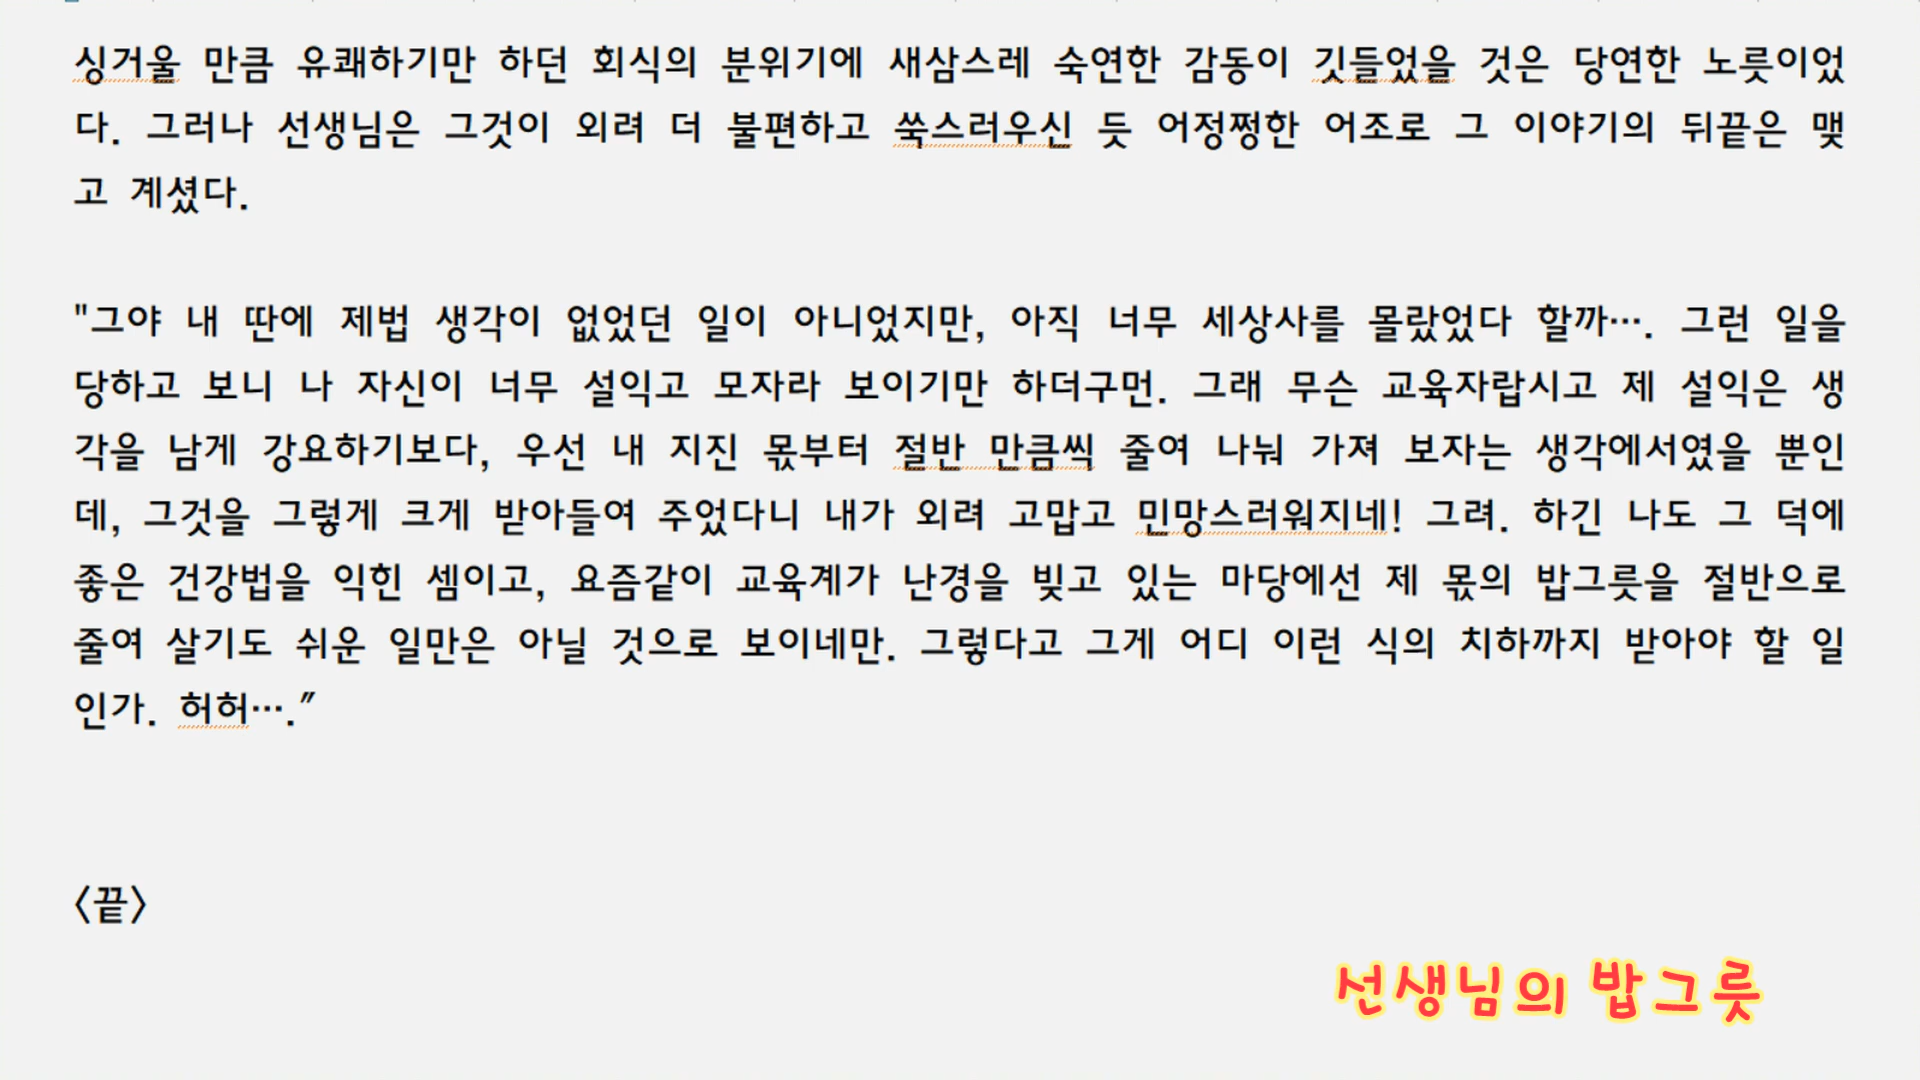 싱거울 만큼 유쾌하기만 하던 회식의 분위기에 새삼스레 숙연한 감동이 깃들었을 것은 당연한 노릇이었
다. 그러나 선생님은 그것이 외려 더 불편하고 쑥스러우신 듯 어정쩡한 어조로 그 이야기의 뒤끝은 맺
고 계셨다.
"그야 내 딴에 제법 생각이 없었던 일이 아니었지만, 아직 너무 세상사를 몰랐었다 할까…. 그런 일을
당하고 보니 나 자신이 너무 설익고 모자라 보이기만 하더구먼. 그래 무슨 교육자랍시고 제 설익은 생
각을 남게 강요하기보다, 우선 내 지진 몫부터 절반 만큼씩 줄여 나눠 가져 보자는 생각에서였을 뿐인
데, 그것을 그렇게 크게 받아들여 주었다니 내가 외려 고맙고 민망스러워지네! 그려. 하긴 나도 그 덕에
좋은 건강법을 익힌 셈이고, 요즘같이 교육계가 난경을 빚고 있는 마당에선 제 몫의 밥그릇을 절반으로
줄여 살기도 쉬운 일만은 아닐 것으로 보이네만. 그렇다고 그게 어디 이런 식의 치하까지 받아야 할 일
인가. 허허…."
〈끝〉
선생님의 밥그릇